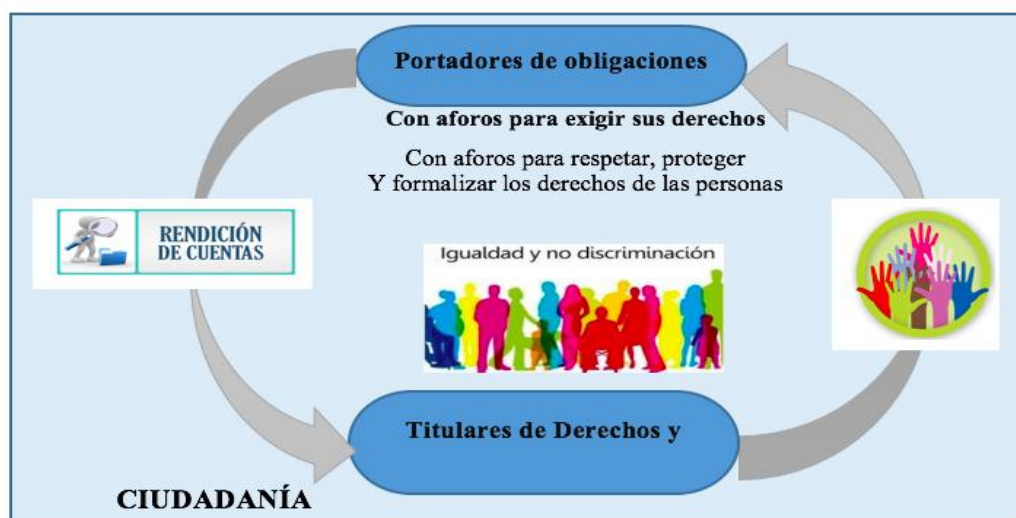 Portadores de obligaciones
Con aforos para exigir sus derechos
Con aforos para respetar, proteger
Y formalizar los derechos de las personas
RENDICIÓN
DE CUENTAS
Igualdad y no discriminación
Titulares de Derechos y
CIUDADANÍA